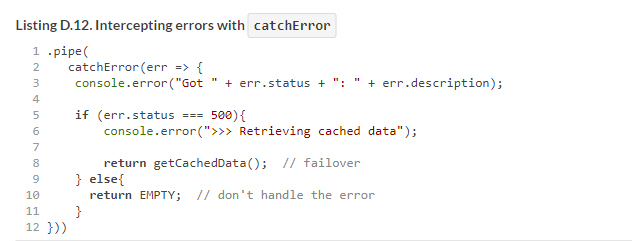 Listing D.12. Intercepting errors with catchError
1 .pipe(
2 catchError(err => {
3 console.error("Got " + err.status + ": " + err.description);
4
5 if (err.status === 500){
6 console.error(">>> Retrieving cached data");
7
8 return getCachedData(); // failover
9 } else{
10 return EMPTY; // don't handle the error
11 }
12 }))